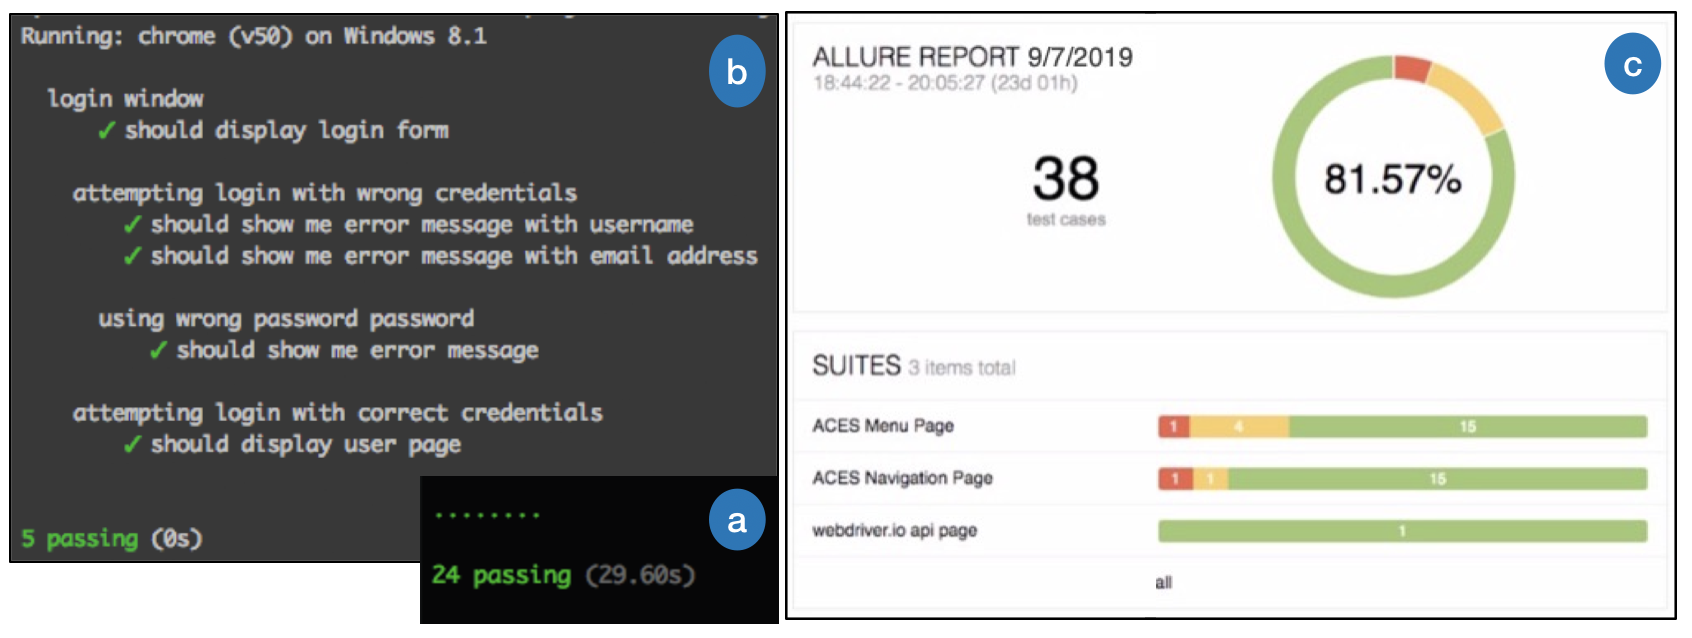 Running: chrome (v50) on Windows 8.1
b
login window
✓ should display login form
attempting login with wrong credentials
✓ should show me error message with username
✓ should show me error message with email address
using wrong password password
✓ should show me error message
attempting login with correct credentials
✓ should display user page
5 passing (0s)
........
a
24 passing (29.60s)
ALLURE REPORT 9/7/2019
18:44:22 - 20:05:27 (23d 01h)
c
38
test cases
81.57%
SUITES 3 items total
ACES Menu Page 1 4 15
ACES Navigation Page 1 1 15
webdriver.io api page 1
all